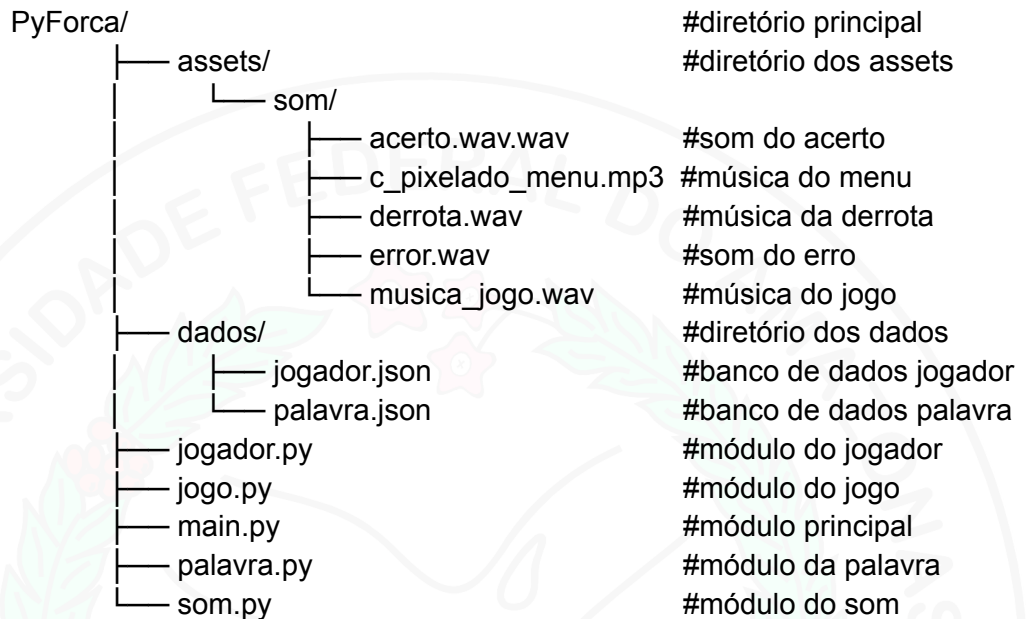 PyForca/ #diretório principal
├── assets/ #diretório dos assets
│ └── som/
│ ├── acerto.wav.wav #som do acerto
│ ├── c_pixelado_menu.mp3 #música do menu
│ ├── derrota.wav #música da derrota
│ ├── error.wav #som do erro
│ └── musica_jogo.wav #música do jogo
├── dados/ #diretório dos dados
│ ├── jogador.json #banco de dados jogador
│ └── palavra.json #banco de dados palavra
├── jogador.py #módulo do jogador
├── jogo.py #módulo do jogo
├── main.py #módulo principal
├── palavra.py #módulo da palavra
└── som.py #módulo do som